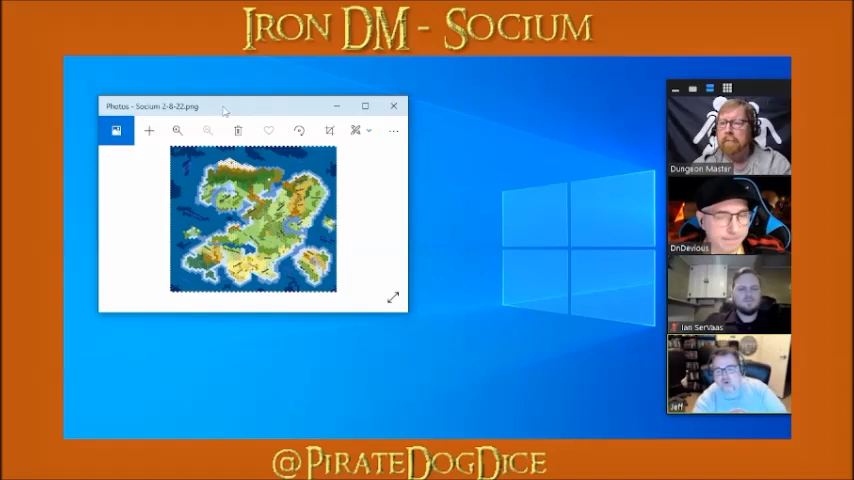 Iron DM - Socium
Photos - Socium 2-8-22.png
Dungeon Master
DnDevious
Ian SerVaas
Jeff
@PirateDogDice